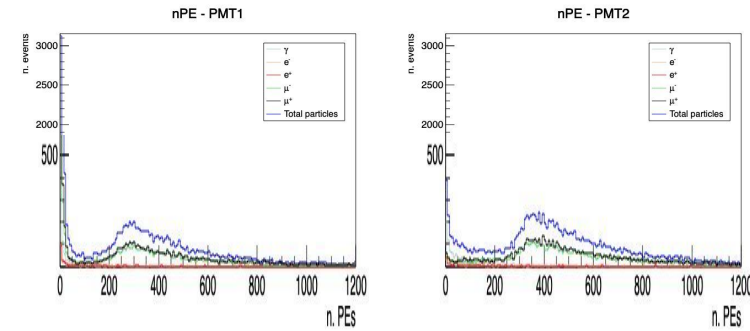 nPE - PMT1
n. events
3000
2500
2000
500
γ
e-
e+
μ-
μ+
Total particles
0
200
400
600
800
1000
1200
n. PEs
nPE - PMT2
n. events
3000
2500
2000
500
γ
e-
e+
μ-
μ+
Total particles
0
200
400
600
800
1000
1200
n. PEs